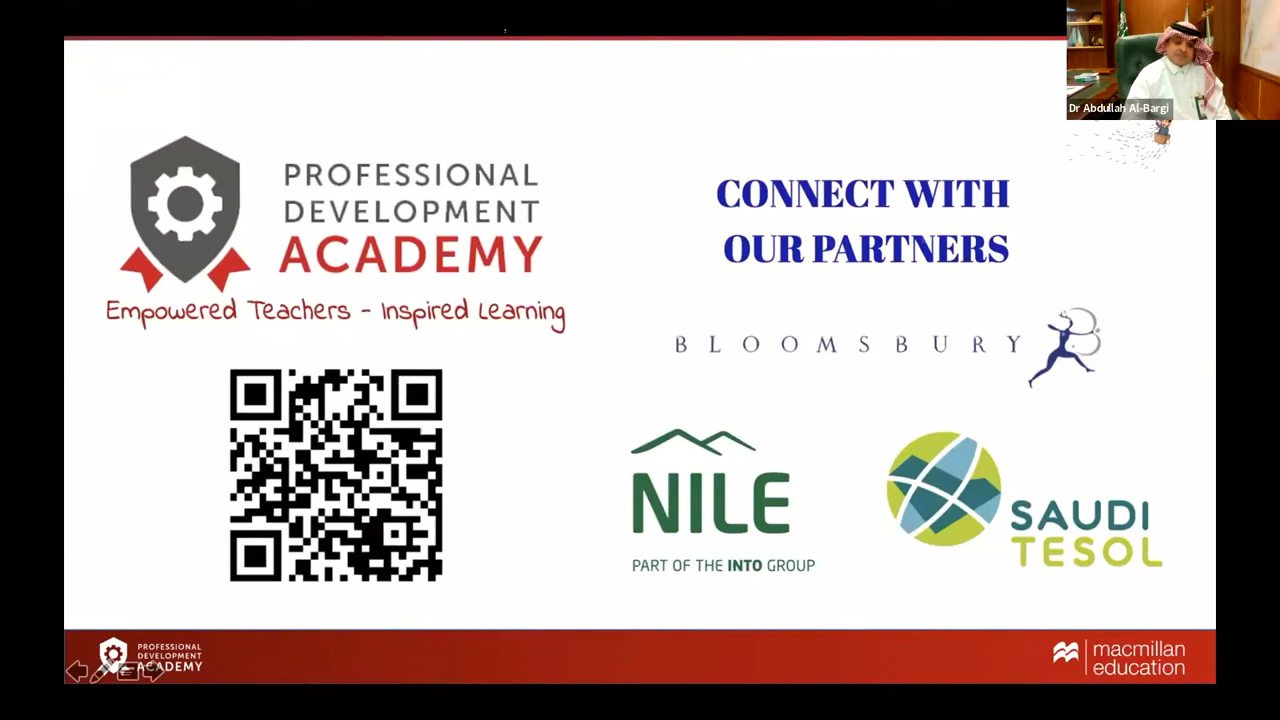 Dr Abdullah Al-Bargi
PROFESSIONAL
DEVELOPMENT
ACADEMY
Empowered Teachers - Inspired Learning
CONNECT WITH
OUR PARTNERS
BLOOMSBURY
NILE
PART OF THE INTO GROUP
SAUDI
TESOL
PROFESSIONAL
DEVELOPMENT
ACADEMY
macmillan
education